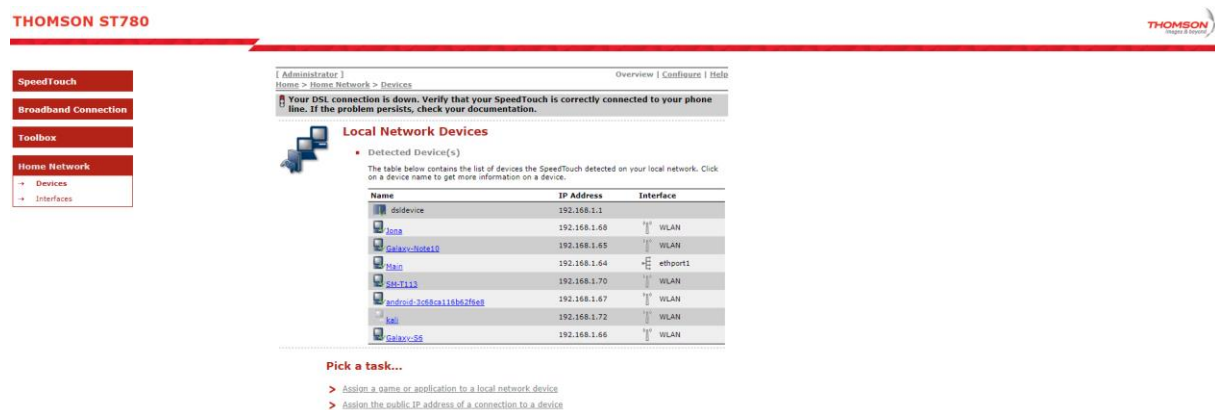 THOMSON ST780
THOMSON
images & beyond
SpeedTouch
Broadband Connection
Toolbox
Home Network
Devices
Interfaces
[ Administrator ]
Overview | Configure | Help
Home > Home Network > Devices
Your DSL connection is down. Verify that your SpeedTouch is correctly connected to your phone
line. If the problem persists, check your documentation.
Local Network Devices
Detected Device(s)
The table below contains the list of devices the SpeedTouch detected on your local network. Click
on a device name to get more information on a device.
Name IP Address Interface
dsldevice 192.168.1.1
Jona 192.168.1.68 WLAN
Galaxy-Note10 192.168.1.65 WLAN
Main 192.168.1.64 ethport1
SM-T113 192.168.1.70 WLAN
android-3c68ca116b62f6e8 192.168.1.67 WLAN
kali 192.168.1.72 WLAN
Galaxy-S6 192.168.1.66 WLAN
Pick a task...
> Assign a game or application to a local network device
> Assign the public IP address of a connection to a device